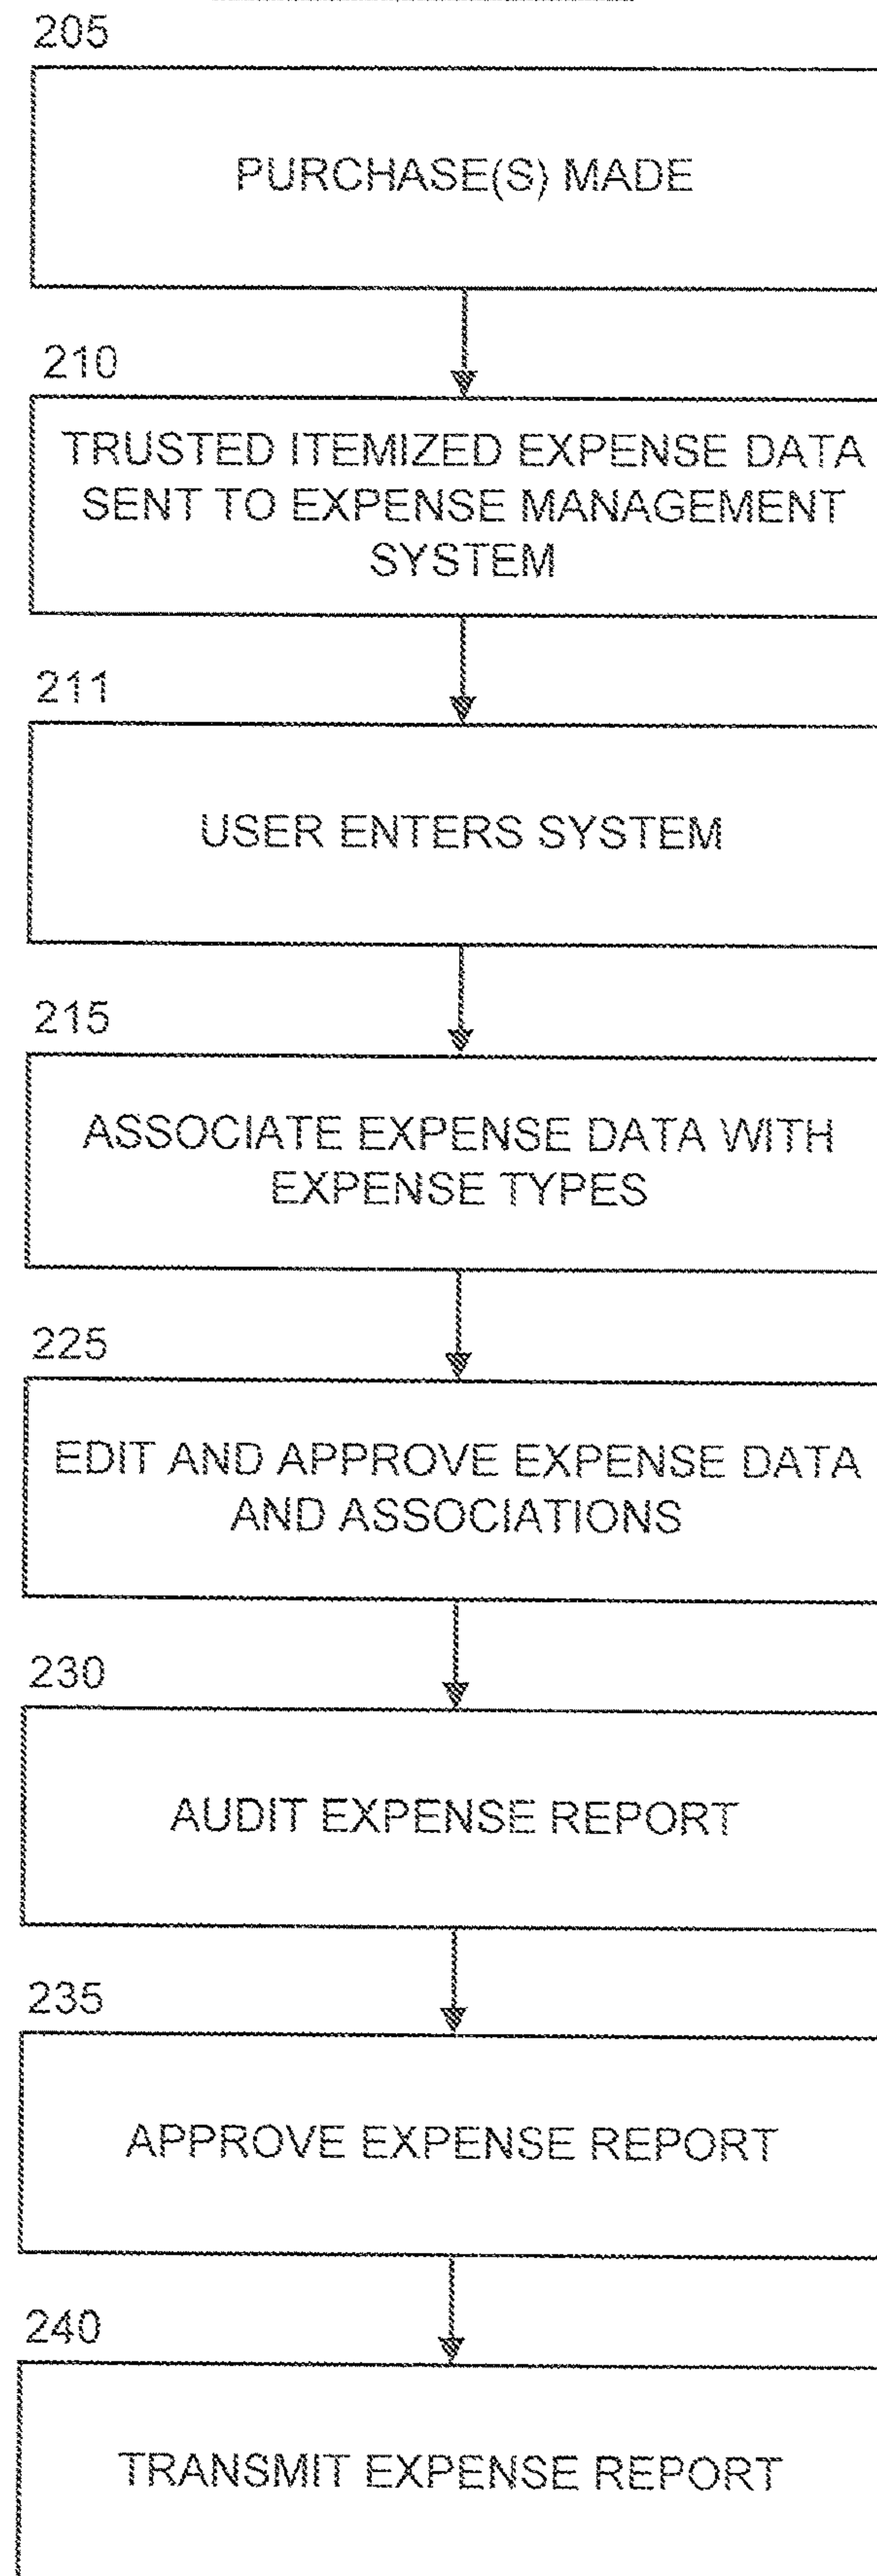 205
PURCHASE(S) MADE
210
TRUSTED ITEMIZED EXPENSE DATA
SENT TO EXPENSE MANAGEMENT
SYSTEM
211
USER ENTERS SYSTEM
215
ASSOCIATE EXPENSE DATA WITH
EXPENSE TYPES
225
EDIT AND APPROVE EXPENSE DATA
AND ASSOCIATIONS
230
AUDIT EXPENSE REPORT
235
APPROVE EXPENSE REPORT
240
TRANSMIT EXPENSE REPORT